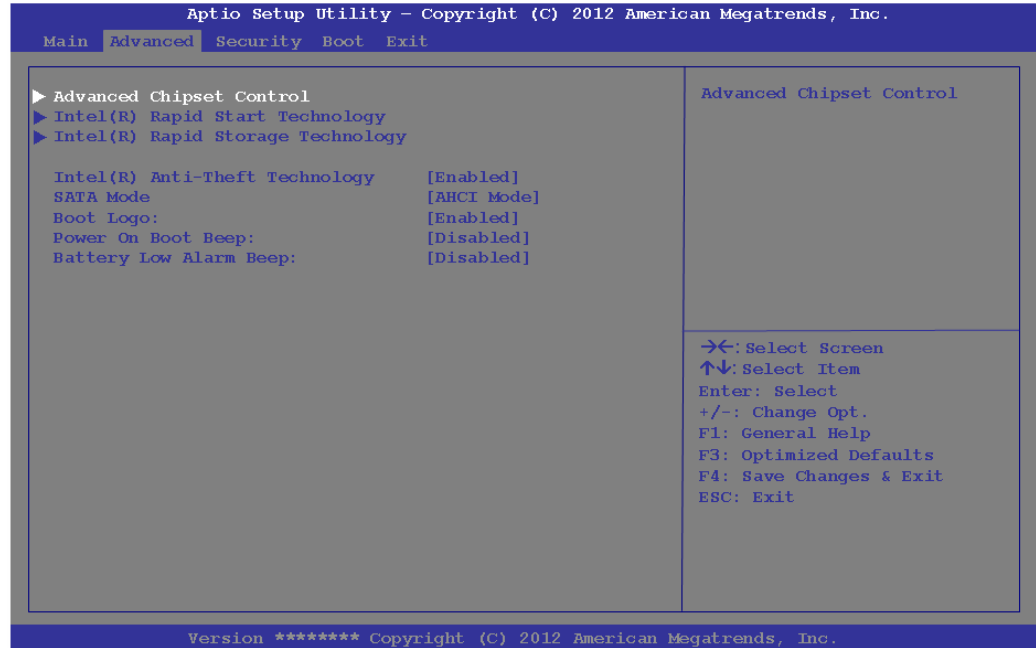 Aptio Setup Utility – Copyright (C) 2012 American Megatrends, Inc.
Main Advanced Security Boot Exit
▶ Advanced Chipset Control
▶ Intel(R) Rapid Start Technology
▶ Intel(R) Rapid Storage Technology
Intel(R) Anti-Theft Technology [Enabled]
SATA Mode [AHCI Mode]
Boot Logo: [Enabled]
Power On Boot Beep: [Disabled]
Battery Low Alarm Beep: [Disabled]
Advanced Chipset Control
→←: Select Screen
↑↓: Select Item
Enter: Select
+/-: Change Opt.
F1: General Help
F3: Optimized Defaults
F4: Save Changes & Exit
ESC: Exit
Version ******** Copyright (C) 2012 American Megatrends, Inc.